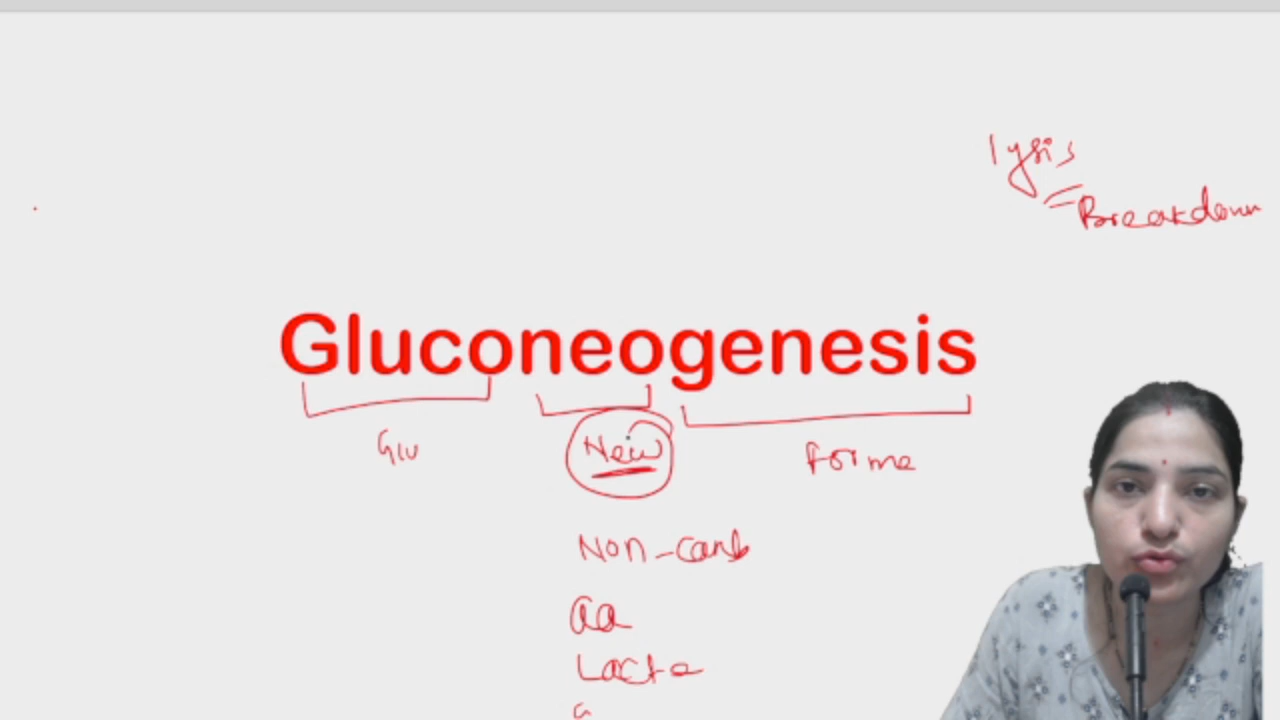 lysis
= Breakdown
Gluconeogenesis
Glu
New
Forma
Non-carb
aa
Lacta